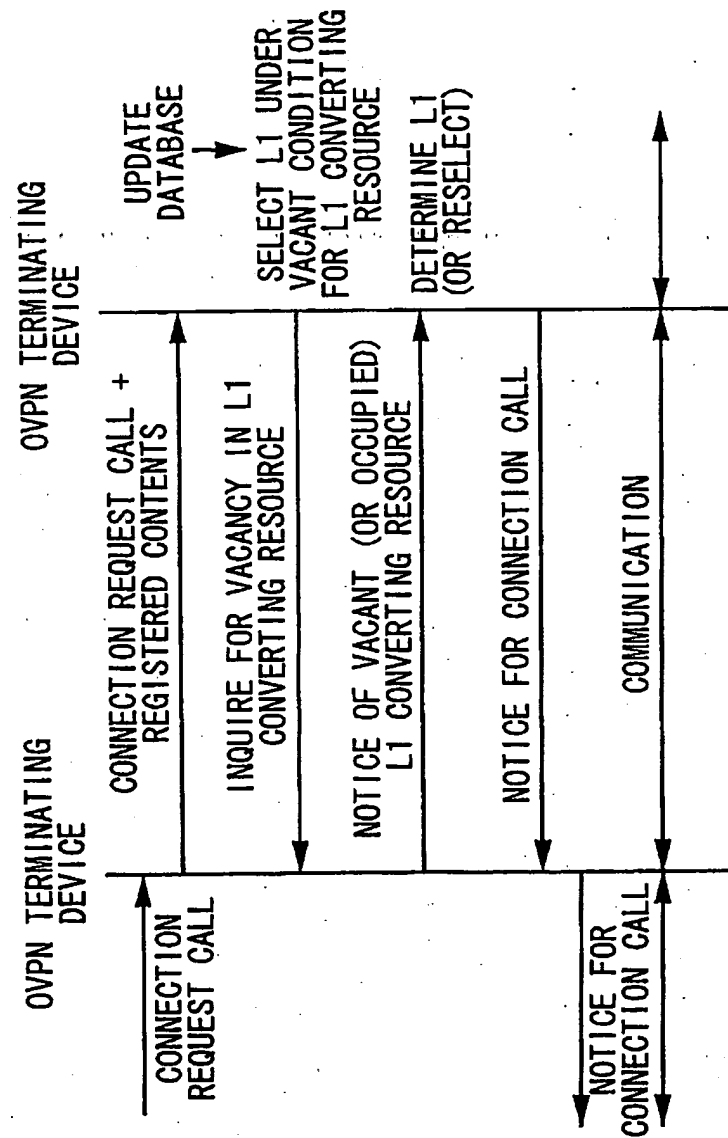 OVPN TERMINATING
DEVICE
OVPN TERMINATING
DEVICE
CONNECTION
REQUEST CALL
CONNECTION REQUEST CALL +
REGISTERED CONTENTS
UPDATE
DATABASE
INQUIRE FOR VACANCY IN L1
CONVERTING RESOURCE
SELECT L1 UNDER
VACANT CONDITION
FOR L1 CONVERTING
RESOURCE
NOTICE OF VACANT (OR OCCUPIED)
L1 CONVERTING RESOURCE
DETERMINE L1
(OR RESELECT)
NOTICE FOR CONNECTION CALL
NOTICE FOR
CONNECTION CALL
COMMUNICATION